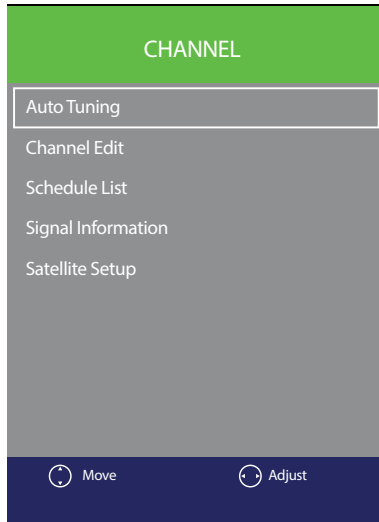 CHANNEL
Auto Tuning
Channel Edit
Schedule List
Signal Information
Satellite Setup
Move Adjust